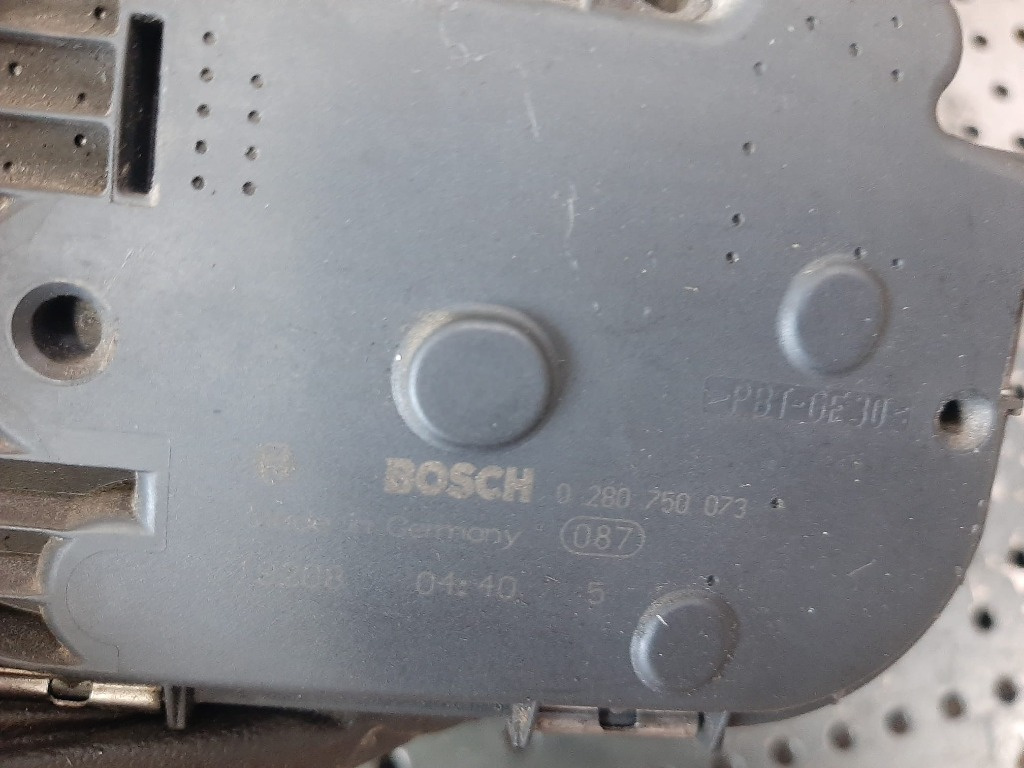 >PBT-GF30<
BOSCH 0 280 750 073
Made in Germany 087
04:40 5